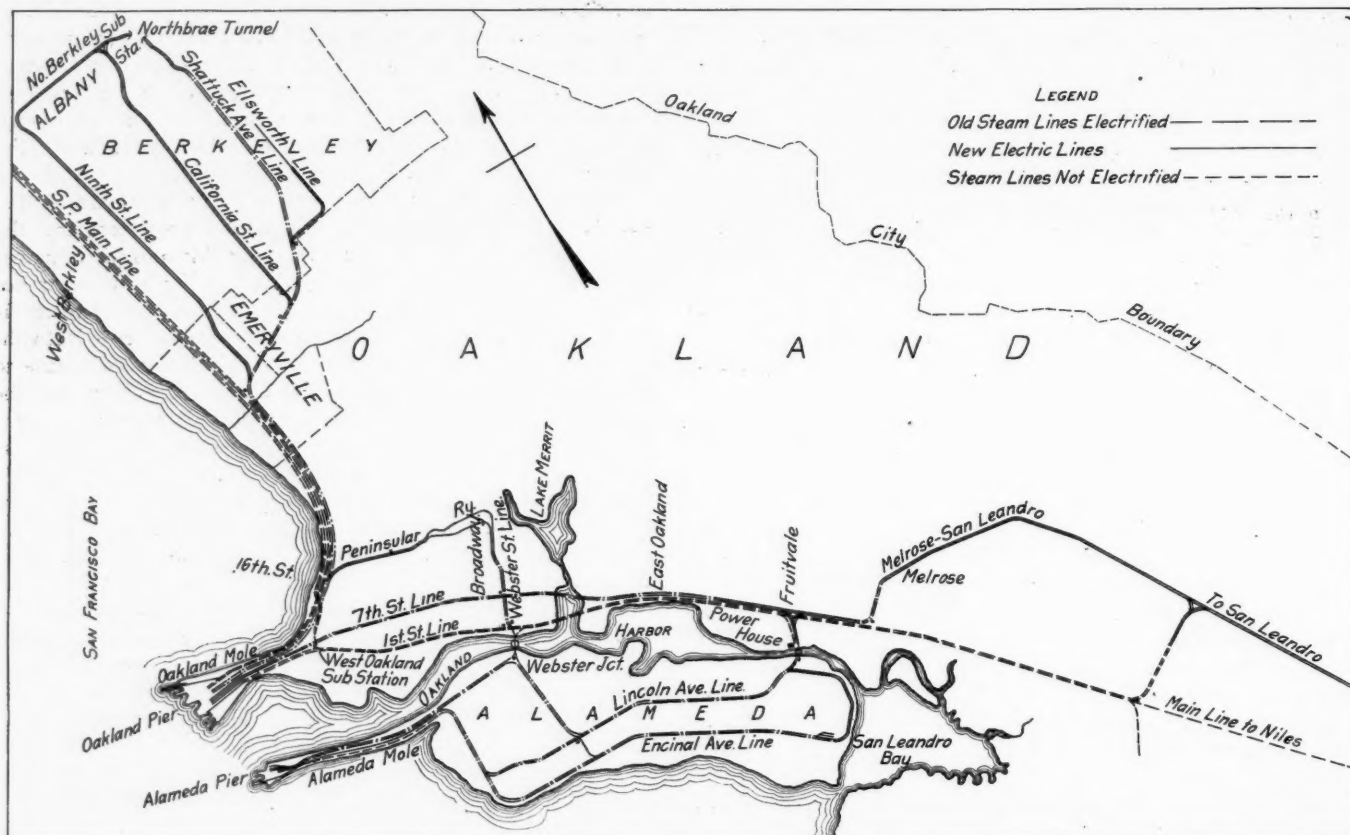 No. Berkley Sub Sta.
Northbrae Tunnel
ALBANY
BERKELEY
Shattuck Ave Line
Ellsworth Line
Ninth St. Line
California St. Line
S.P. Main Line
West Berkley
EMERYVILLE
Oakland
City
Boundary
LEGEND
Old Steam Lines Electrified
New Electric Lines
Steam Lines Not Electrified
OAKLAND
SAN FRANCISCO BAY
16th. St.
Peninsular Ry.
Broadway
Webster St. Line.
LAKE MERRIT
East Oakland
Fruitvale
Melrose-San Leandro
Melrose
To San Leandro
7th. St. Line
1st. St. Line
Power House
HARBOR
Oakland Mole
West Oakland
Sub Station
OAKLAND
Webster Jct.
Oakland Pier
Lincoln Ave. Line
ALAMEDA
Encinal Ave. Line
San Leandro
Bay
Main Line to Niles
Alameda Pier
Alameda Mole